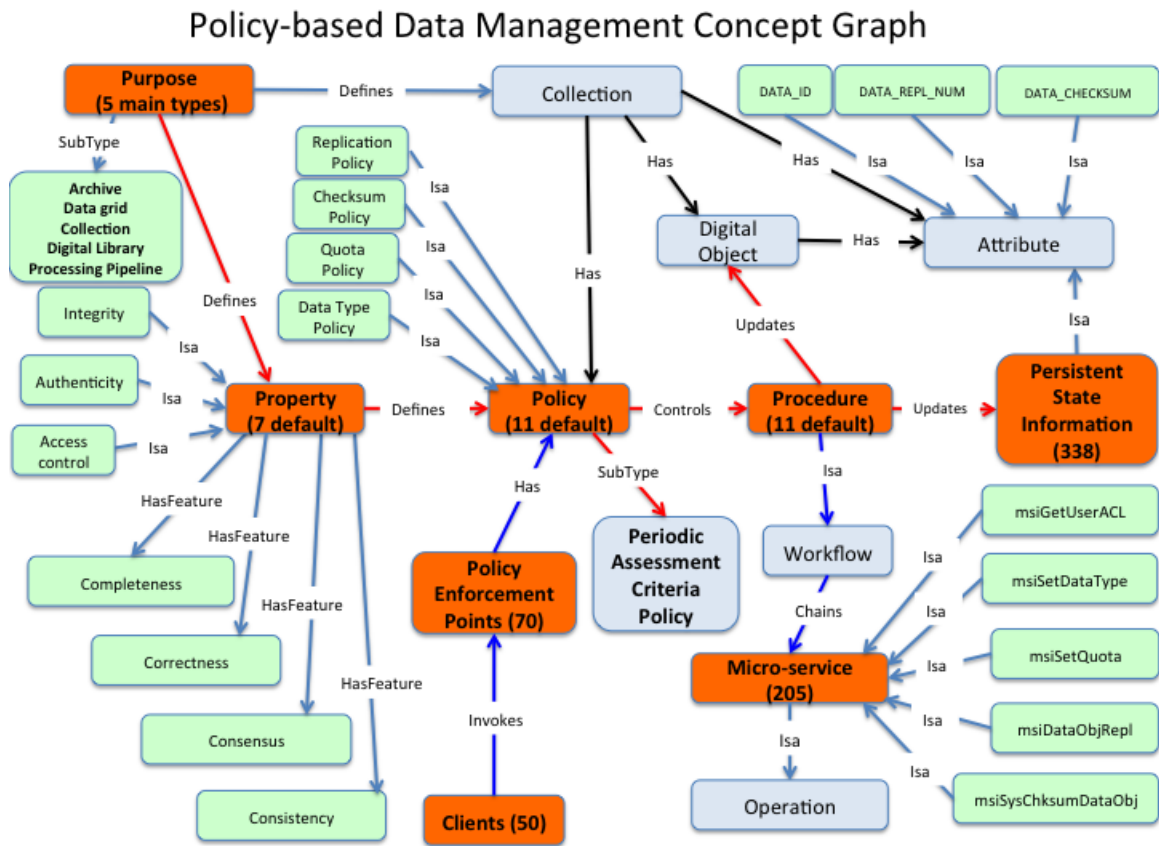 Policy-based Data Management Concept Graph
Purpose
(5 main types)
Defines
Collection
DATA_ID
DATA_REPL_NUM
DATA_CHECKSUM
SubType
Replication
Policy
Isa
Has
Has
Isa
Isa
Isa
Archive
Data grid
Collection
Digital Library
Processing Pipeline
Checksum
Policy
Isa
Quota
Policy
Isa
Digital
Object
Has
Attribute
Has
Defines
Integrity
Data Type
Policy
Isa
Updates
Isa
Isa
Authenticity
Isa
Property
(7 default)
Defines
Policy
(11 default)
Controls
Procedure
(11 default)
Updates
Persistent
State
Information
(338)
Access
control
Isa
SubType
Isa
Has
HasFeature
HasFeature
msiGetUserACL
Periodic
Assessment
Criteria
Policy
Workflow
Isa
Completeness
Policy
Enforcement
Points (70)
msiSetDataType
HasFeature
Chains
Isa
Correctness
Micro-service
(205)
Isa
msiSetQuota
HasFeature
Invokes
Isa
Isa
msiDataObjRepl
Consensus
Isa
msiSysChksumDataObj
Consistency
Clients (50)
Operation